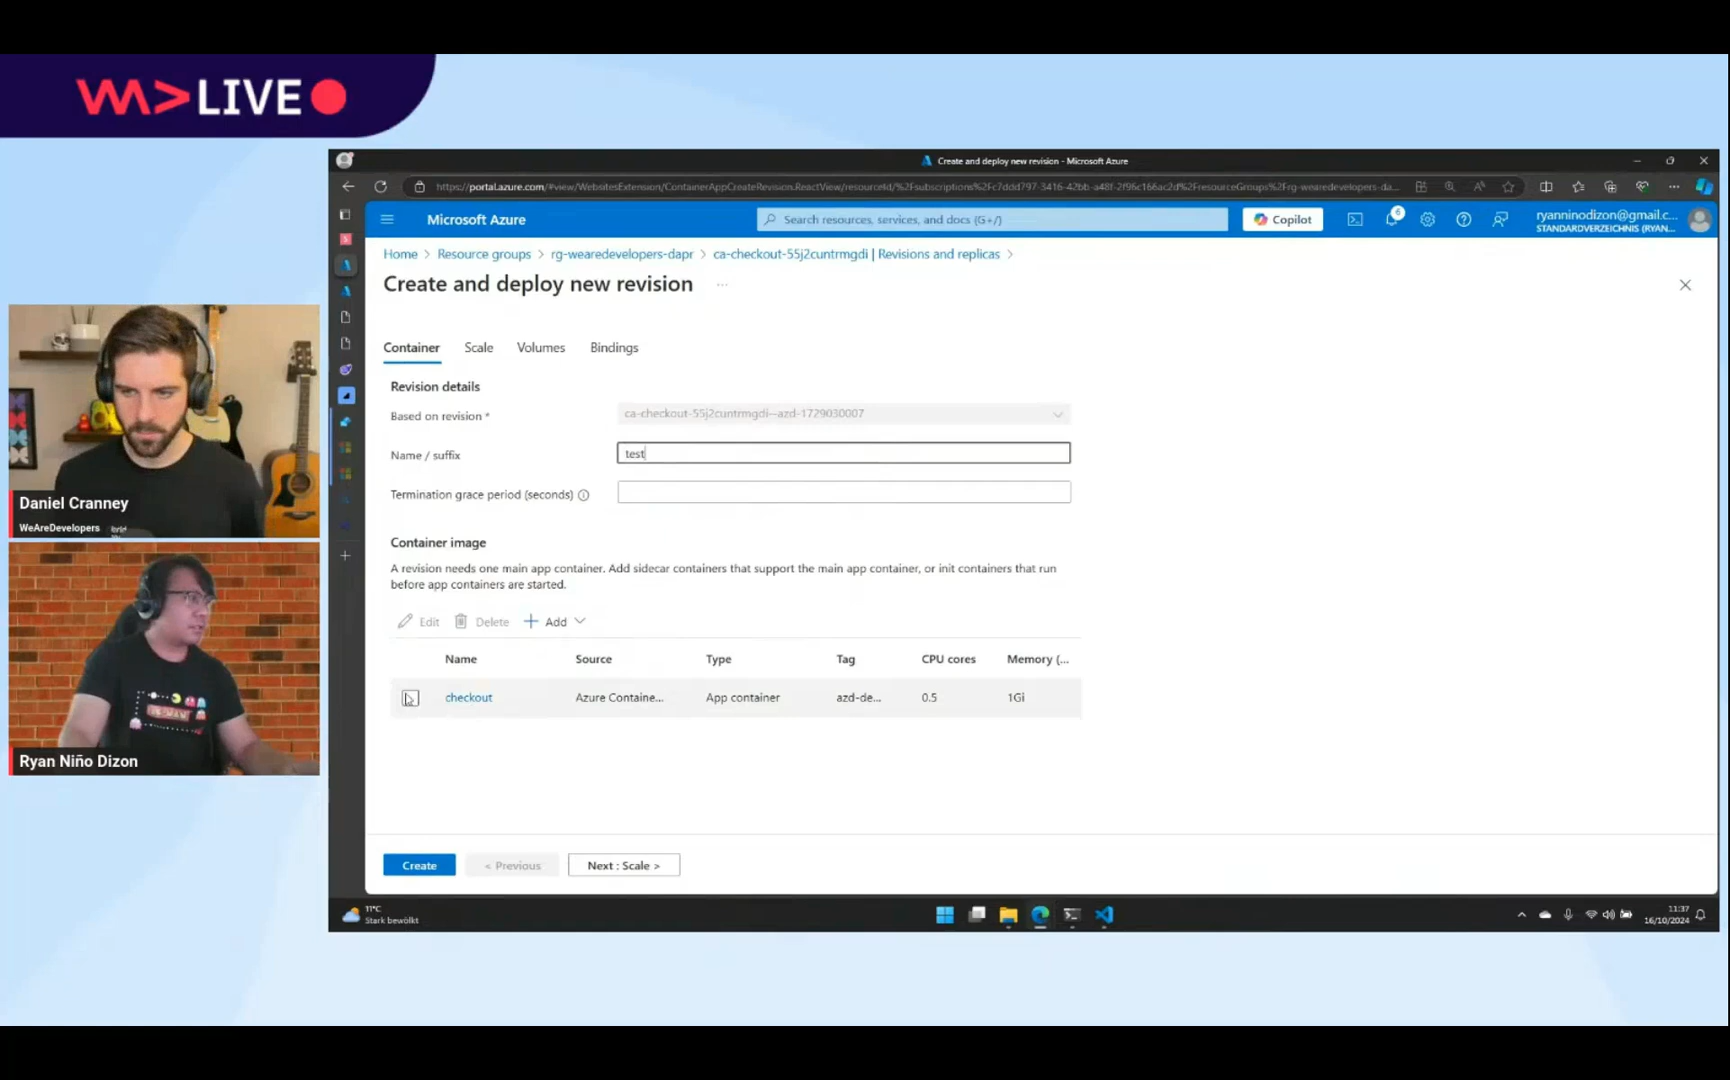 LIVE
Create and deploy new revision - Microsoft Azure
Microsoft Azure
Search resources, services, and docs (G+/)
Copilot
6
ryanninodizon@gmail.c...
STANDARDVERZEICHNIS (RYAN...
Home > Resource groups > rg-wearedevelopers-dapr > ca-checkout-55j2cuntrmgdi | Revisions and replicas >
Create and deploy new revision ...
Container Scale Volumes Bindings
Revision details
Based on revision * ca-checkout-55j2cuntrmgdi--azd-1729030007
Name / suffix test
Termination grace period (seconds)
Container image
A revision needs one main app container. Add sidecar containers that support the main app container, or init containers that run
before app containers are started.
Edit Delete + Add
Name Source Type Tag CPU cores Memory (...
checkout Azure Containe... App container azd-de... 0.5 1Gi
Create < Previous Next : Scale >
11°C
Stark bewölkt
11:37
16/10/2024
Daniel Cranney
WeAreDevelopers
Ryan Niño Dizon